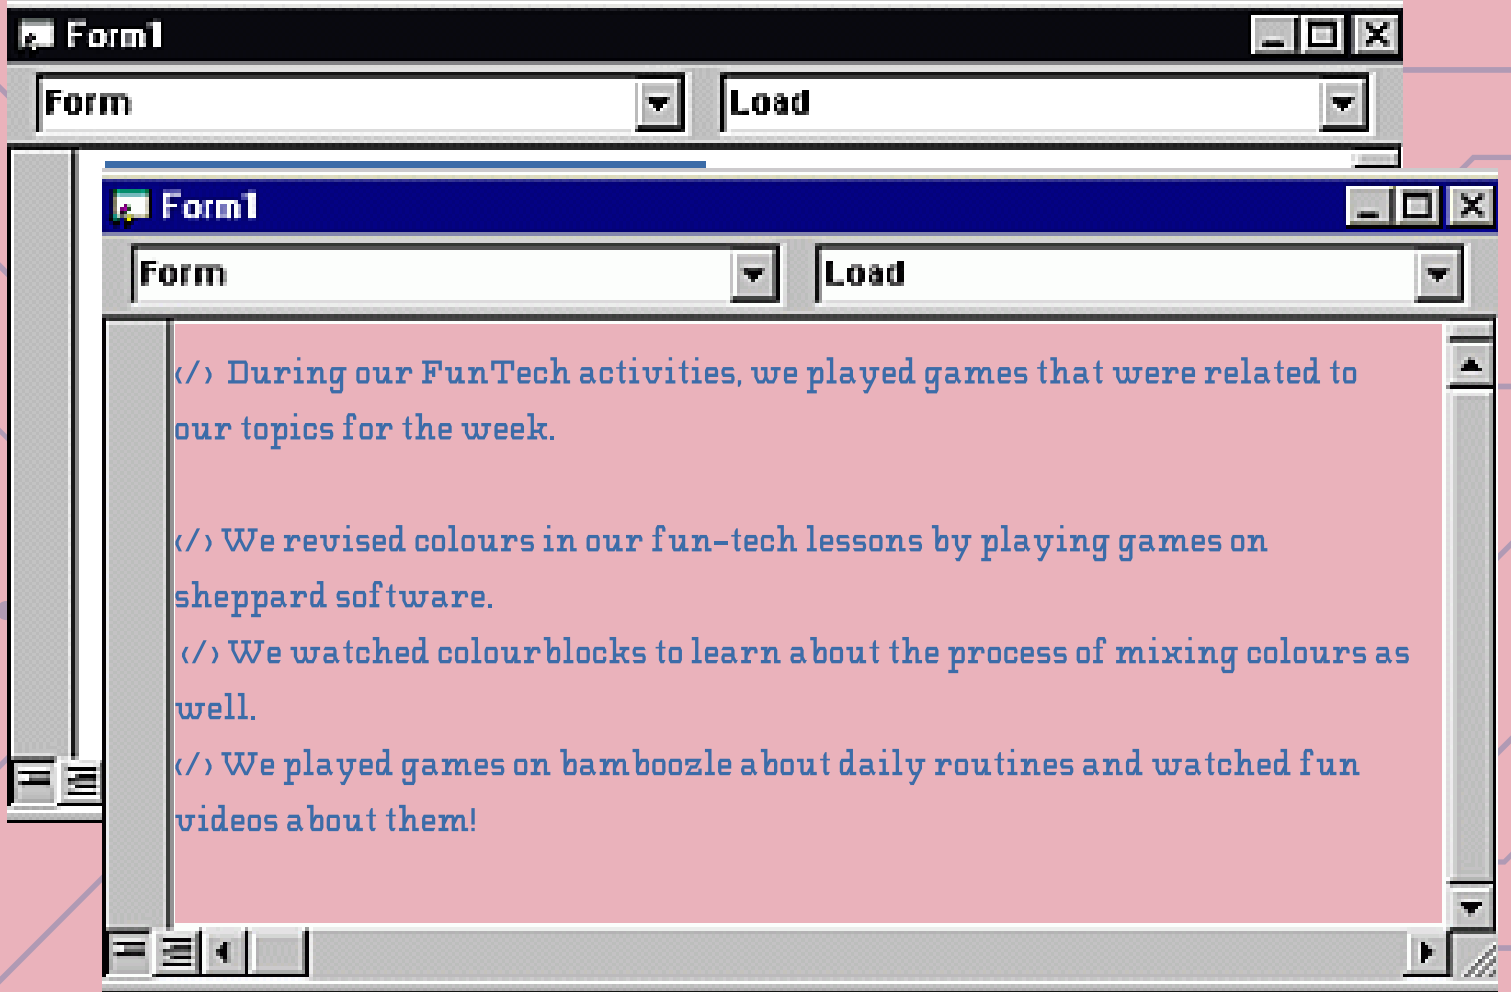 Form1
Form Load
Form1
Form Load
‹/› During our FunTech activities, we played games that were related to
our topics for the week.
‹/› We revised colours in our fun-tech lessons by playing games on
sheppard software.
‹/› We watched colourblocks to learn about the process of mixing colours as
well.
‹/› We played games on bamboozle about daily routines and watched fun
videos about them!